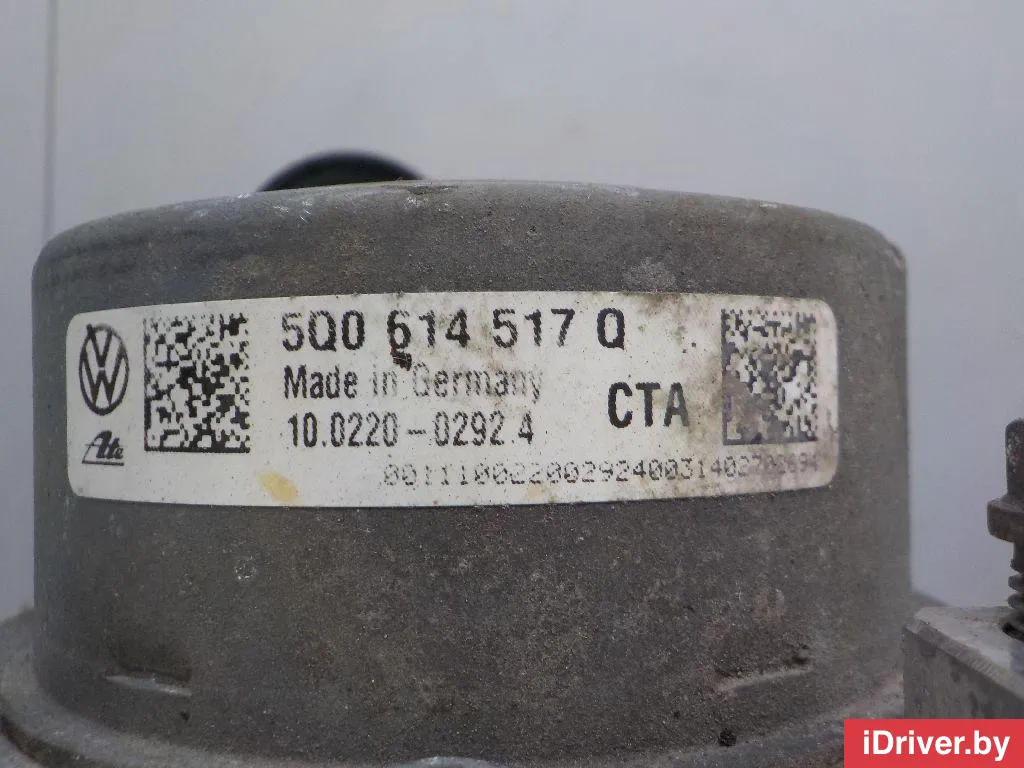 5Q0 614 517 Q
Made in Germany
10.0220-0292.4
CTA
Ate
iDriver.by